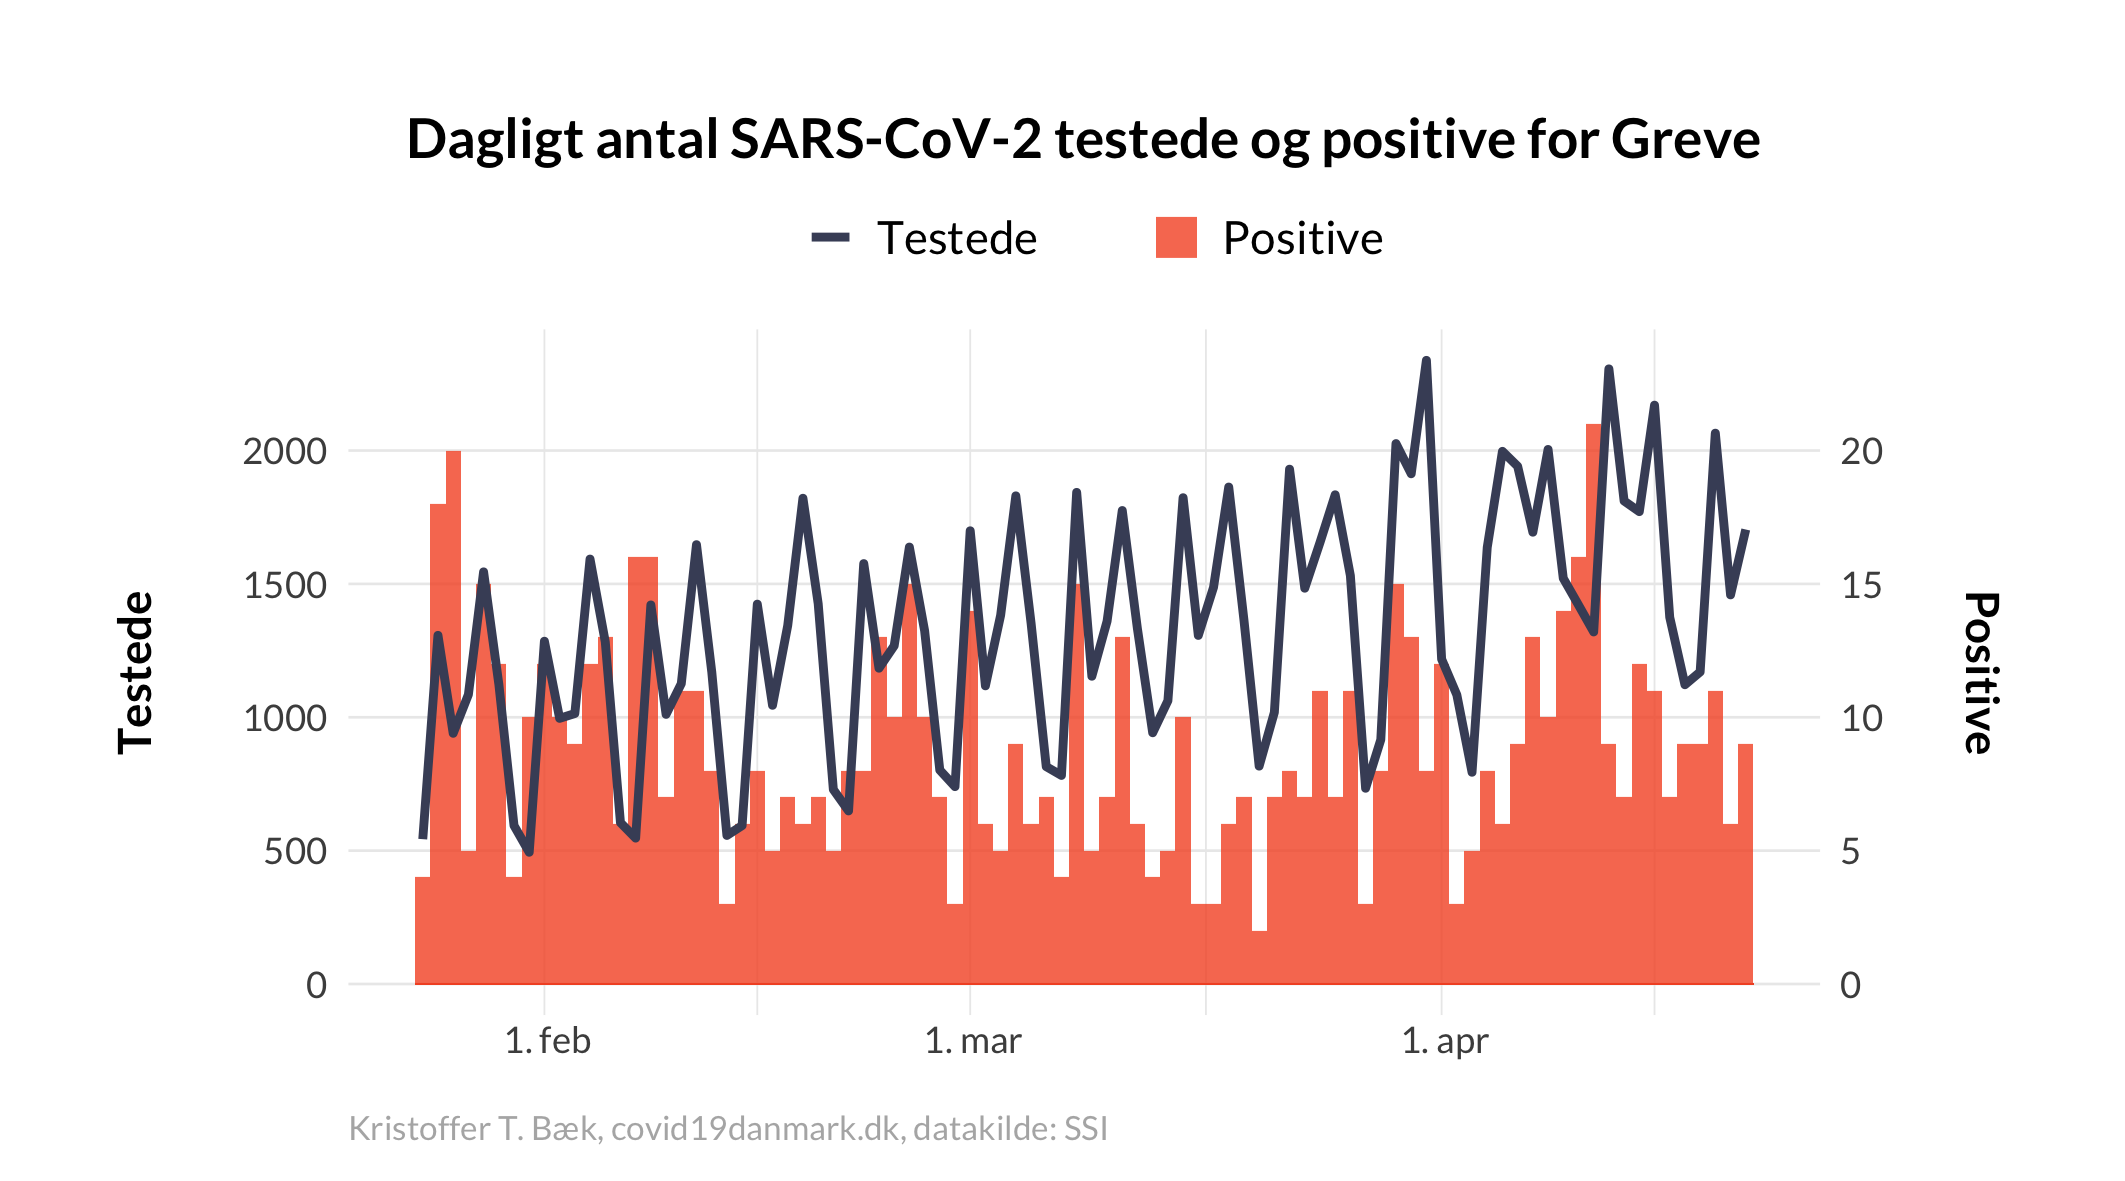 Dagligt antal SARS-CoV-2 testede og positive for Greve
Testede
Positive
2000
1500
1000
500
0
Testede
20
15
10
5
0
Positive
1. feb
1. mar
1. apr
Kristoffer T. Bæk, covid19danmark.dk, datakilde: SSI